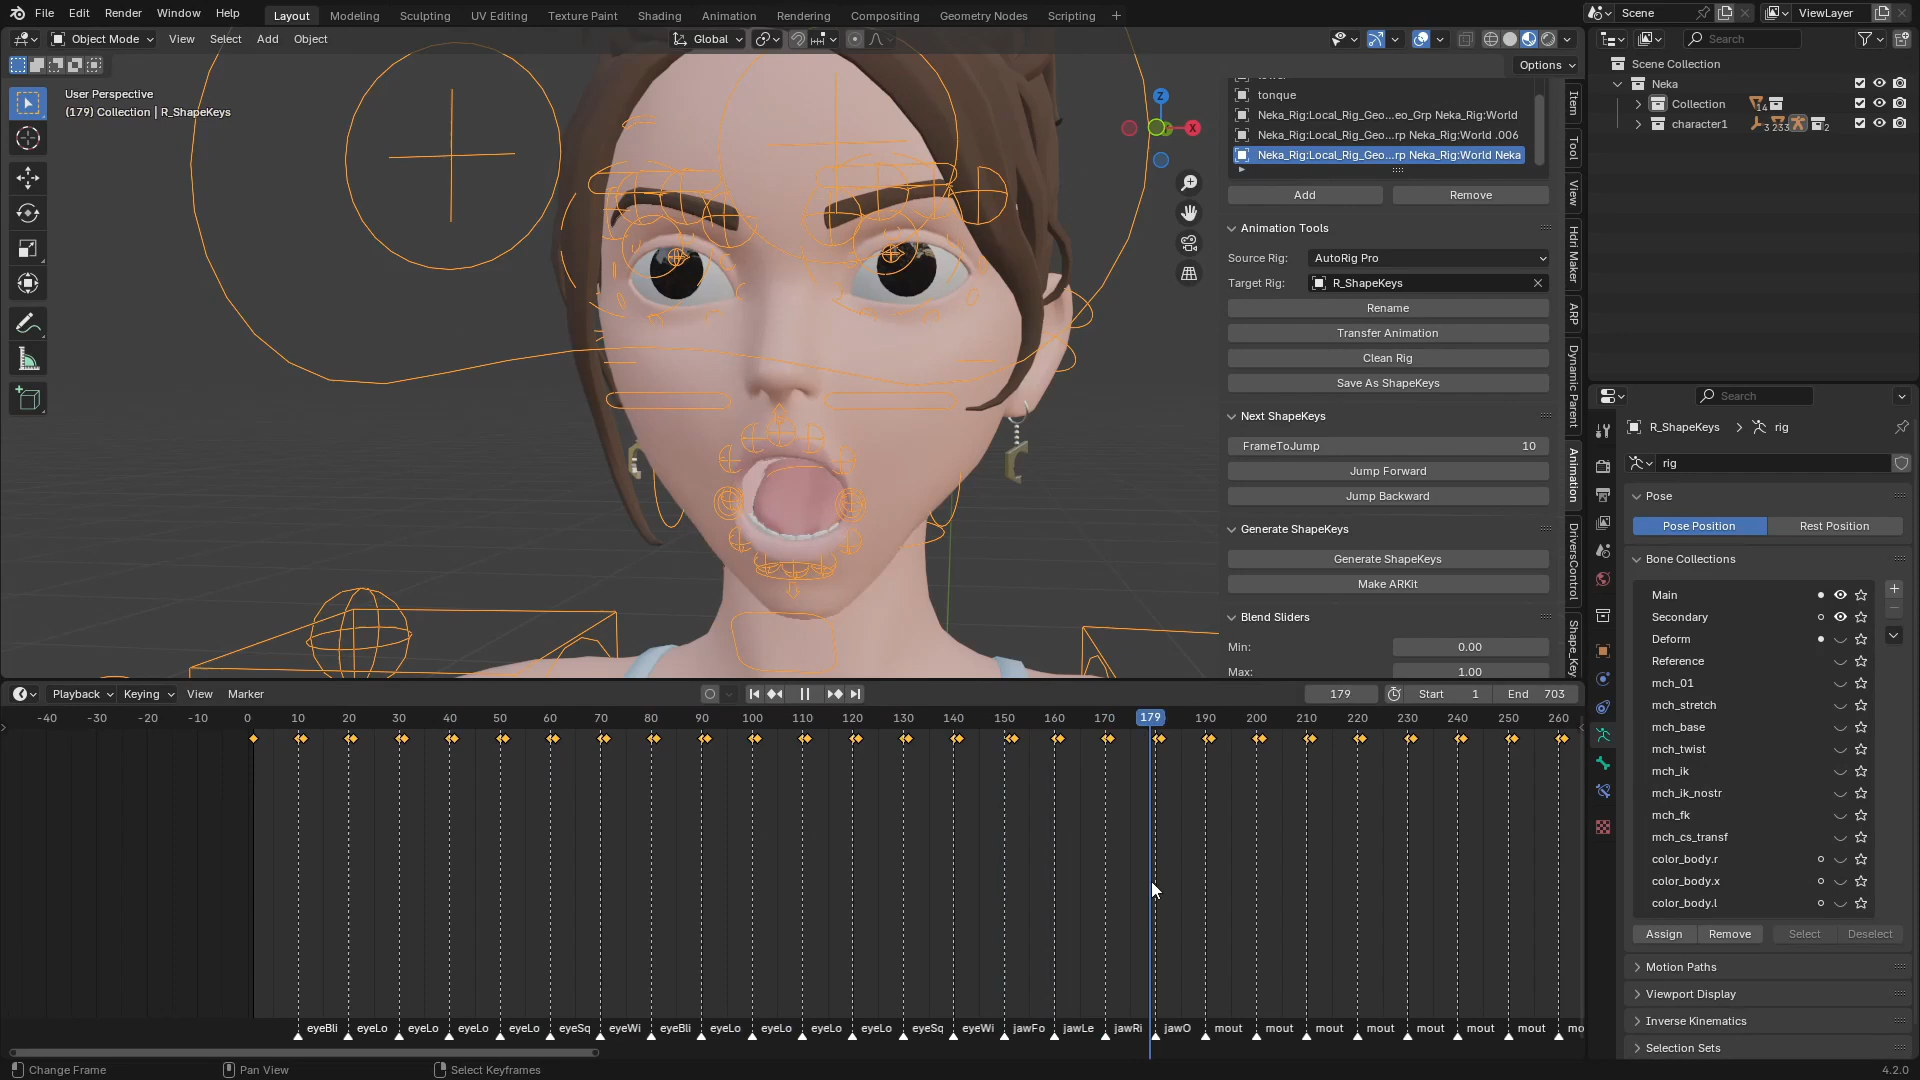 File Edit Render Window Help Layout Modeling Sculpting UV Editing Texture Paint Shading Animation Rendering Compositing Geometry Nodes Scripting + Scene ViewLayer
Object Mode View Select Add Object Global Search
Options
User Perspective
(179) Collection | R_ShapeKeys
Z
X
tonque
Neka_Rig:Local_Rig_Geo...eo_Grp Neka_Rig:World
Neka_Rig:Local_Rig_Geo...rp Neka_Rig:World .006
Neka_Rig:Local_Rig_Geo...rp Neka_Rig:World Neka
Add Remove
Animation Tools
Source Rig: AutoRig Pro
Target Rig: R_ShapeKeys
Rename
Transfer Animation
Clean Rig
Save As ShapeKeys
Next ShapeKeys
FrameToJump 10
Jump Forward
Jump Backward
Generate ShapeKeys
Generate ShapeKeys
Make ARKit
Blend Sliders
Min: 0.00
Max: 1.00
Item
Tool
View
Hdri Maker
ARP
Dynamic Parent
Animation
DriversControl
Shape_Key
Scene Collection
Neka
Collection 14
character1 3 233 2
Search
R_ShapeKeys > rig
rig
Pose
Pose Position Rest Position
Bone Collections
Main
Secondary
Deform
Reference
mch_01
mch_stretch
mch_base
mch_twist
mch_ik
mch_ik_nostr
mch_fk
mch_cs_transf
color_body.r
color_body.x
color_body.l
Assign Remove Select Deselect
Motion Paths
Viewport Display
Inverse Kinematics
Selection Sets
Playback Keying View Marker 179 Start 1 End 703
-40 -30 -20 -10 0 10 20 30 40 50 60 70 80 90 100 110 120 130 140 150 160 170 179 190 200 210 220 230 240 250 260
eyeBli eyeLo eyeLo eyeLo eyeLo eyeSq eyeWi eyeBli eyeLo eyeLo eyeLo eyeLo eyeSq eyeWi jawFo jawLe jawRi jawO mout mout mout mout mout mout mout mo
Change Frame Pan View Select Keyframes 4.2.0